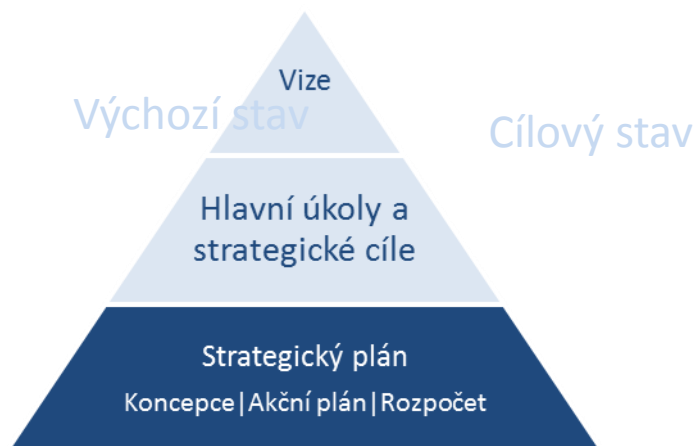 Vize
Výchozí stav
Cílový stav
Hlavní úkoly a
strategické cíle
Strategický plán
Koncepce|Akční plán|Rozpočet